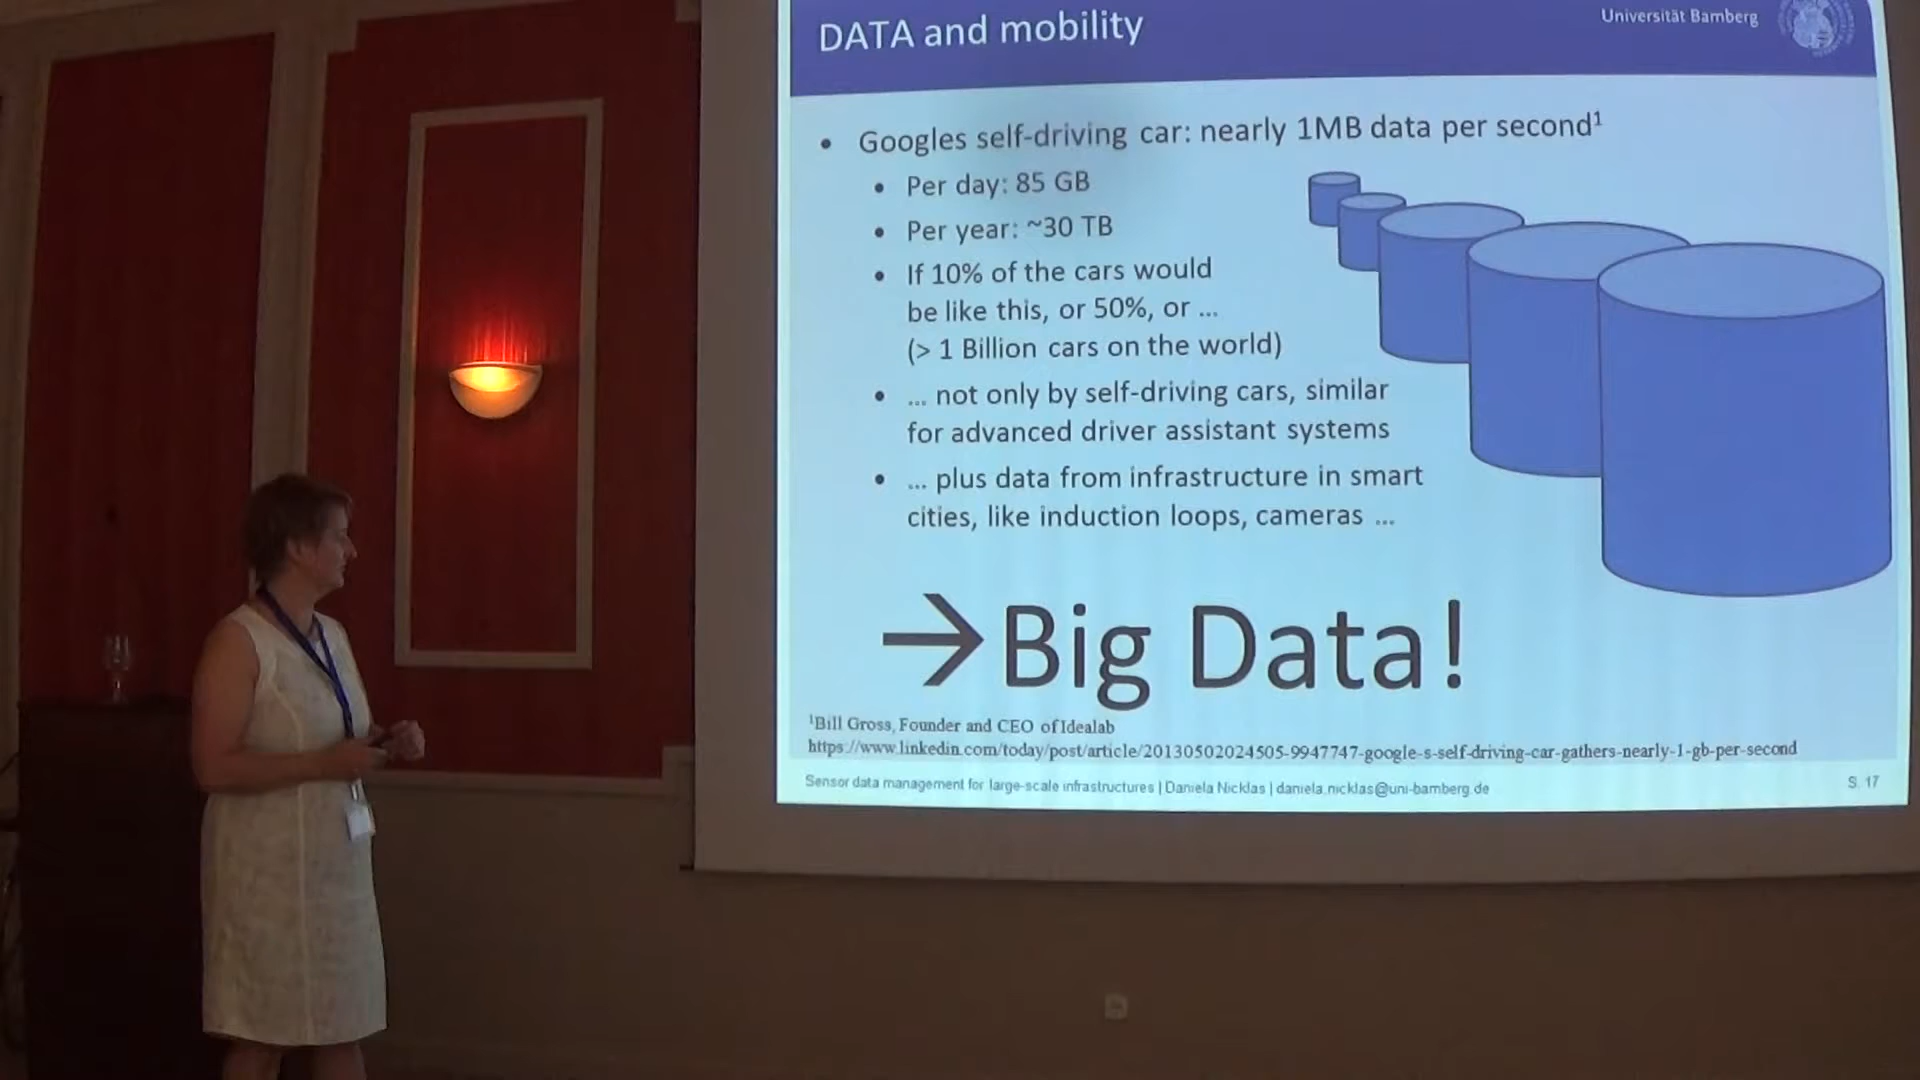 DATA and mobility
Universität Bamberg
• Googles self-driving car: nearly 1MB data per second¹
• Per day: 85 GB
• Per year: ~30 TB
• If 10% of the cars would
be like this, or 50%, or ...
(> 1 Billion cars on the world)
• ... not only by self-driving cars, similar
for advanced driver assistant systems
• ... plus data from infrastructure in smart
cities, like induction loops, cameras ...
→Big Data!
¹Bill Gross, Founder and CEO of Idealab
https://www.linkedin.com/today/post/article/20130502024505-9947747-google-s-self-driving-car-gathers-nearly-1-gb-per-second
Sensor data management for large-scale infrastructures | Daniela Nicklas | daniela.nicklas@uni-bamberg.de
S. 17